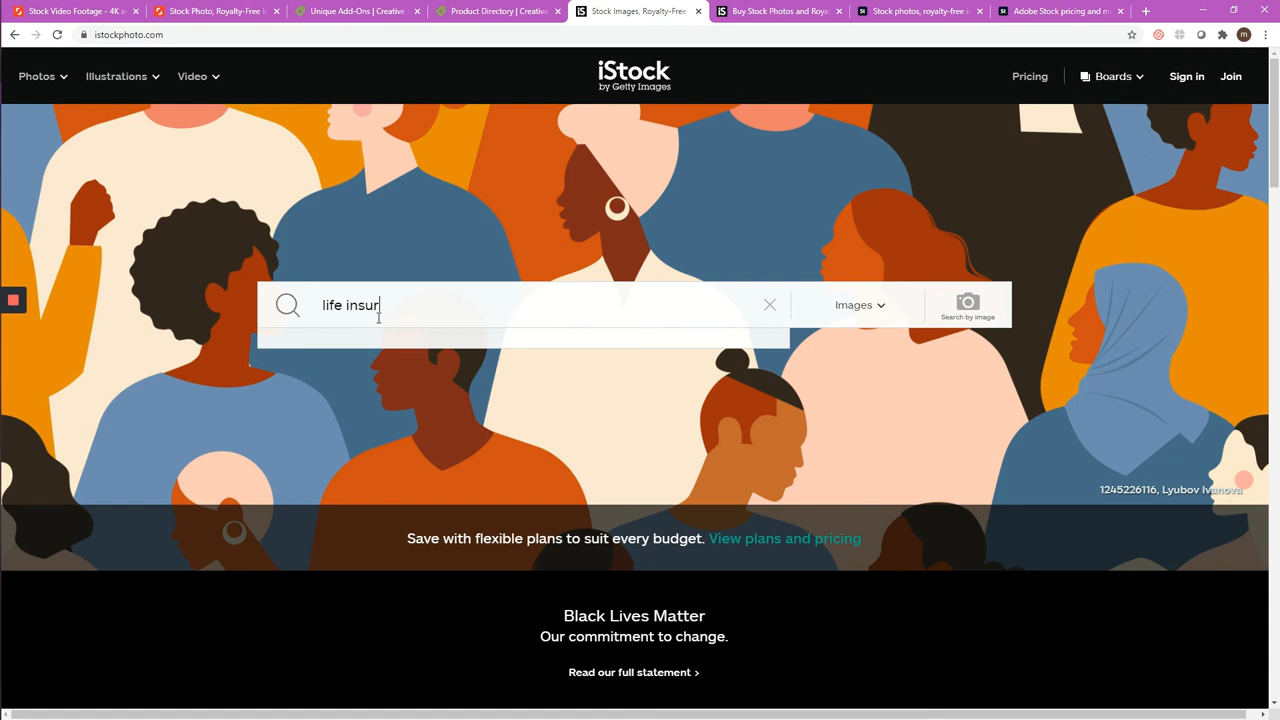 Stock Video Footage - 4K a
Stock Photo, Royalty-Free I
Unique Add-Ons | Creative
Product Directory | Creative
Stock Images, Royalty-Free
Buy Stock Photos and Roya
Stock photos, royalty-free i
Adobe Stock pricing and m
istockphoto.com
m
Photos
Illustrations
Video
iStock
by Getty Images
Pricing
Boards
Sign in
Join
life insur
Images
Search by image
1245226116, Lyubov Ivanova
Save with flexible plans to suit every budget. View plans and pricing
Black Lives Matter
Our commitment to change.
Read our full statement >